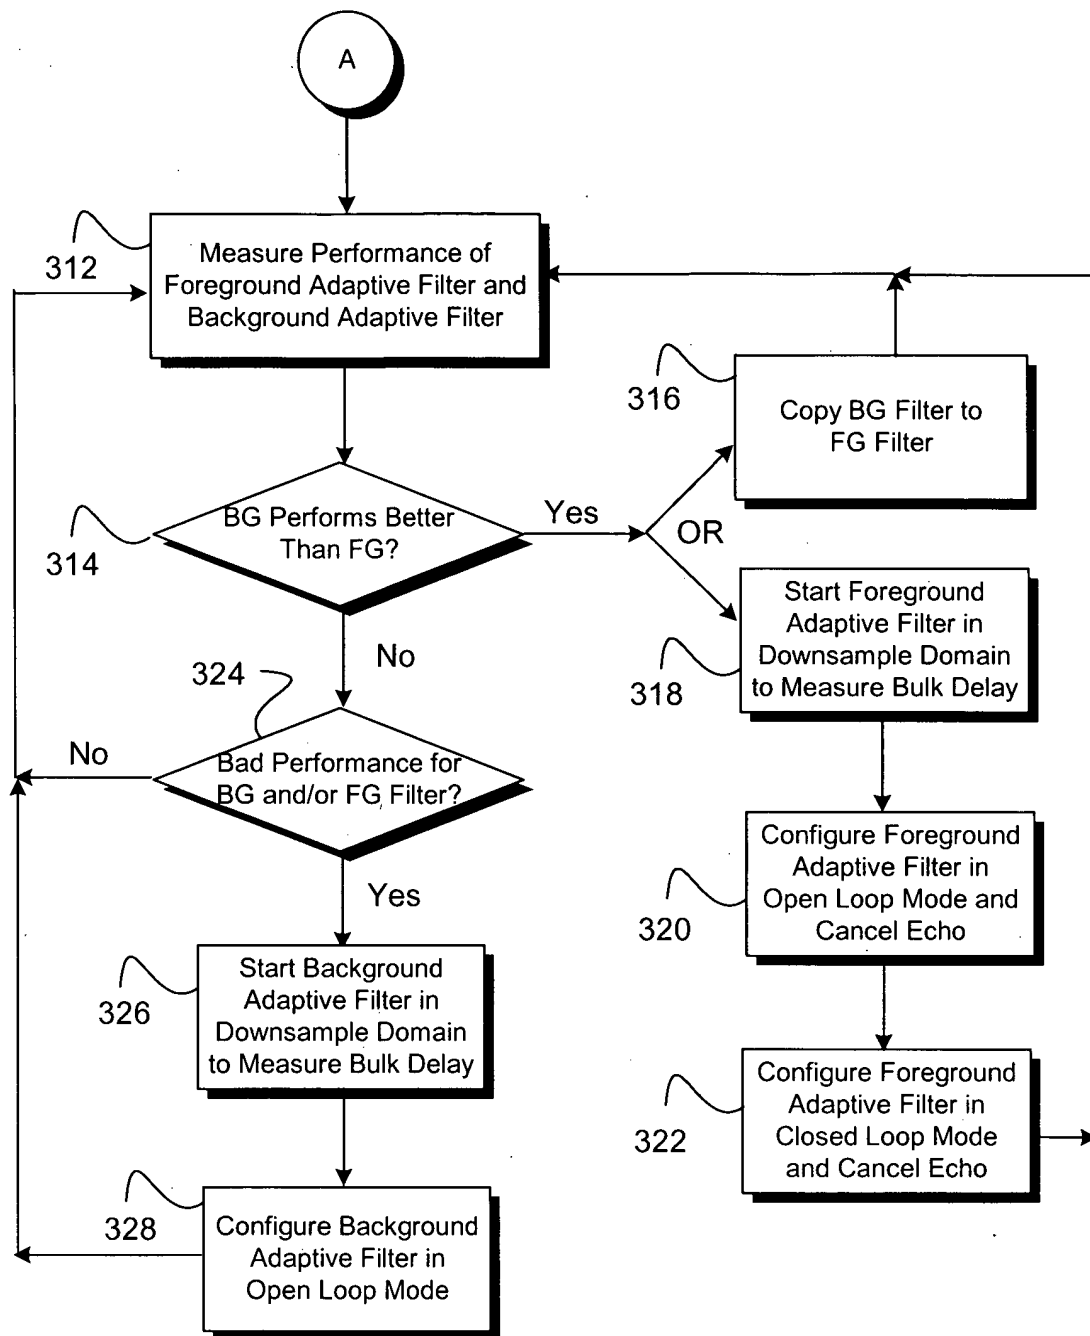 A
312
Measure Performance of
Foreground Adaptive Filter and
Background Adaptive Filter
316
Copy BG Filter to
FG Filter
314
BG Performs Better
Than FG?
Yes
OR
318
Start Foreground
Adaptive Filter in
Downsample Domain
to Measure Bulk Delay
No
324
Bad Performance for
BG and/or FG Filter?
No
Yes
320
Configure Foreground
Adaptive Filter in
Open Loop Mode and
Cancel Echo
326
Start Background
Adaptive Filter in
Downsample Domain
to Measure Bulk Delay
322
Configure Foreground
Adaptive Filter in
Closed Loop Mode
and Cancel Echo
328
Configure Background
Adaptive Filter in
Open Loop Mode